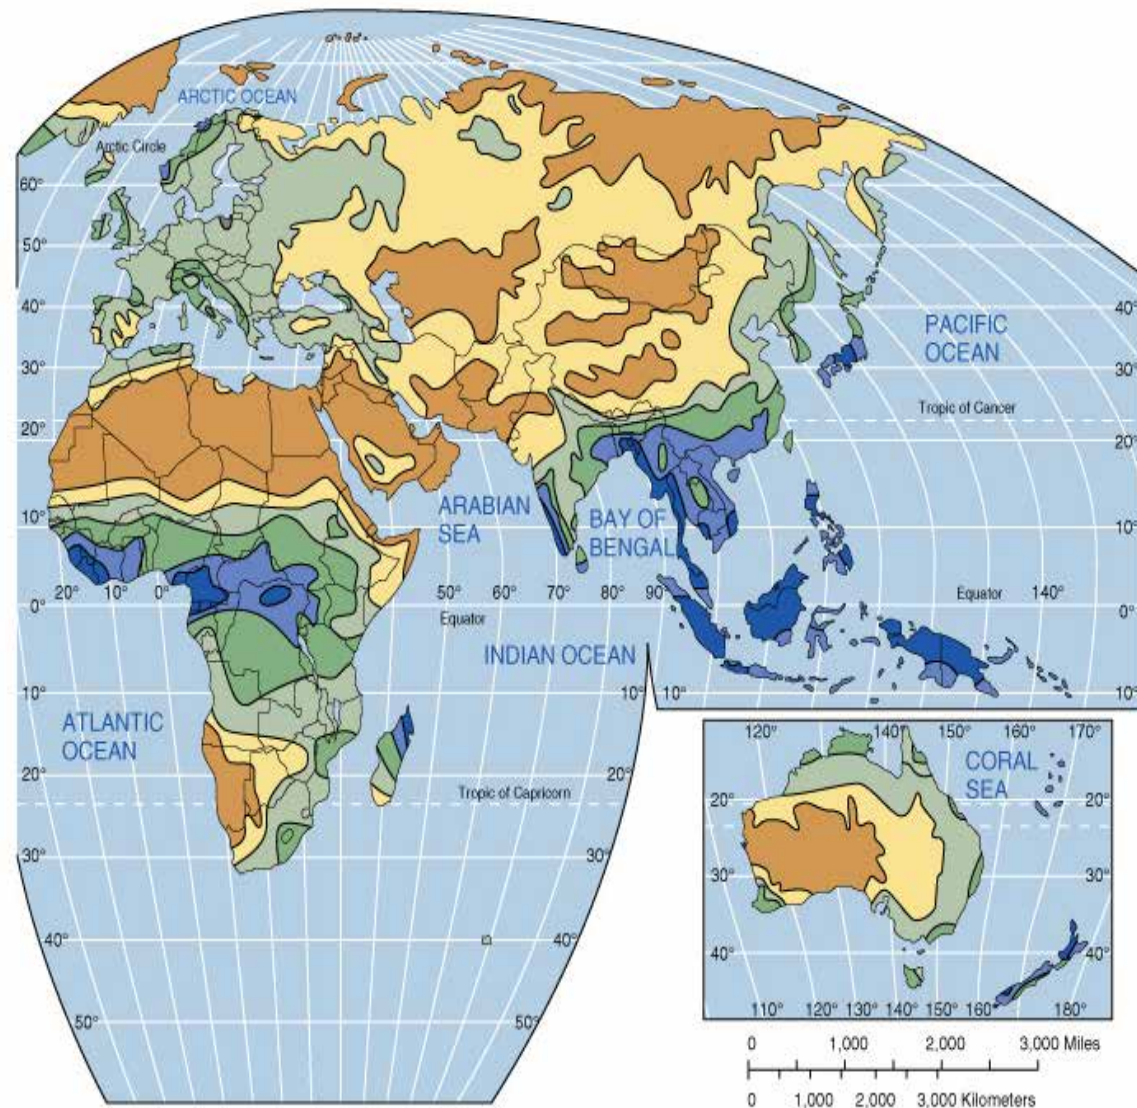 ARCTIC OCEAN
Arctic Circle
60°
50°
40°
30°
20°
10°
0°
10°
20°
30°
40°
50°
40°
30°
20°
10°
0°
10°
PACIFIC
OCEAN
Tropic of Cancer
ARABIAN
SEA
BAY OF
BENGAL
20° 10° 0° 50° 60° 70° 80° 90° Equator 140°
Equator
INDIAN OCEAN
10° 10°
ATLANTIC
OCEAN
20°
Tropic of Capricorn
30°
40°
50°
120° 140° 150° 160° 170°
CORAL
SEA
20° 20°
30° 30°
40° 40°
110° 120° 130° 140° 150° 160° 180°
0 1,000 2,000 3,000 Miles
0 1,000 2,000 3,000 Kilometers